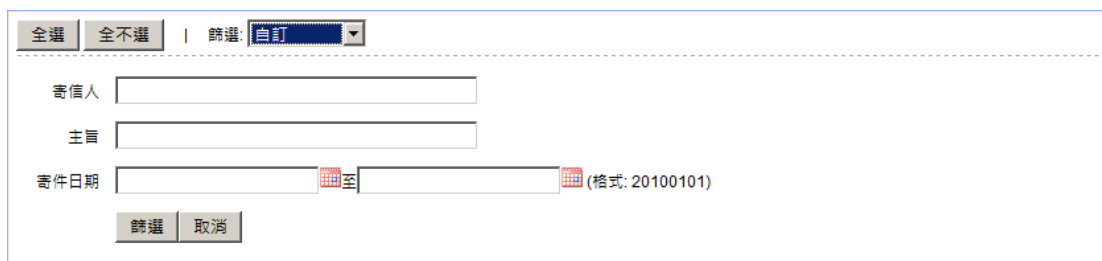 全選 全不選 | 篩選: 自訂
寄信人
主旨
寄件日期 至 (格式: 20100101)
篩選 取消